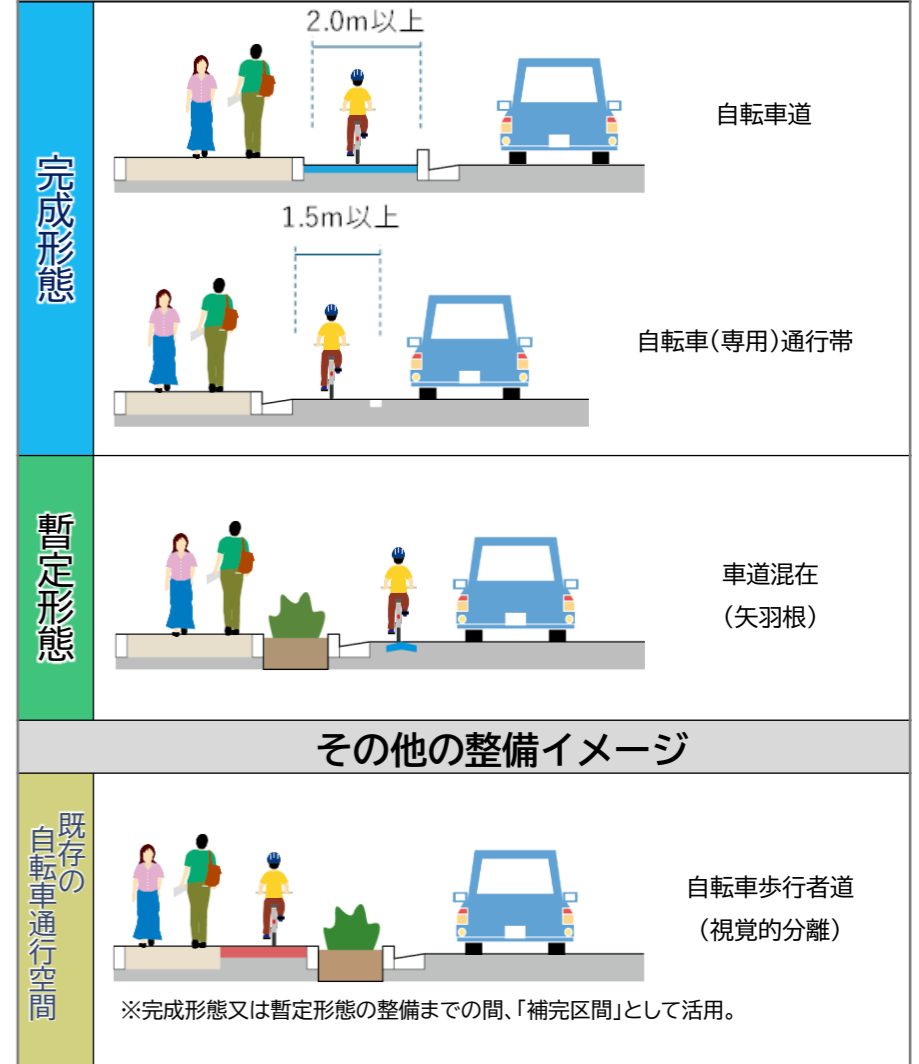 完成形態
2.0m以上
自転車道
1.5m以上
自転車(専用)通行帯
暫定形態
車道混在
(矢羽根)
その他の整備イメージ
既存の
自転車通行空間
自転車歩行者道
(視覚的分離)
※完成形態又は暫定形態の整備までの間、「補完区間」として活用。